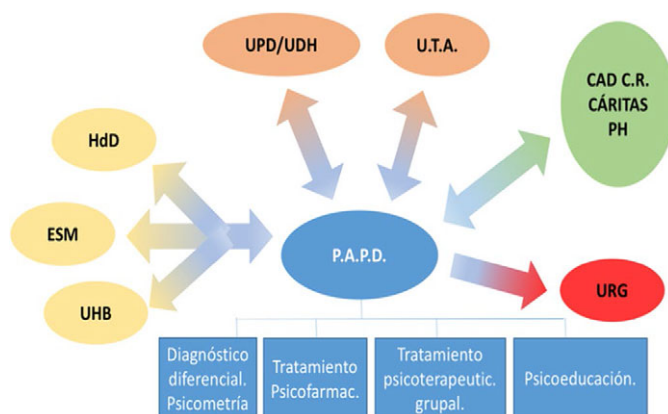 UPD/UDH
U.T.A.
CAD C.R.
CÁRITAS
PH
HdD
ESM
UHB
P.A.P.D.
URG
Diagnóstico
diferencial.
Psicometría
Tratamiento
Psicofarmac.
Tratamiento
psicoterapeutic.
grupal.
Psicoeducación.